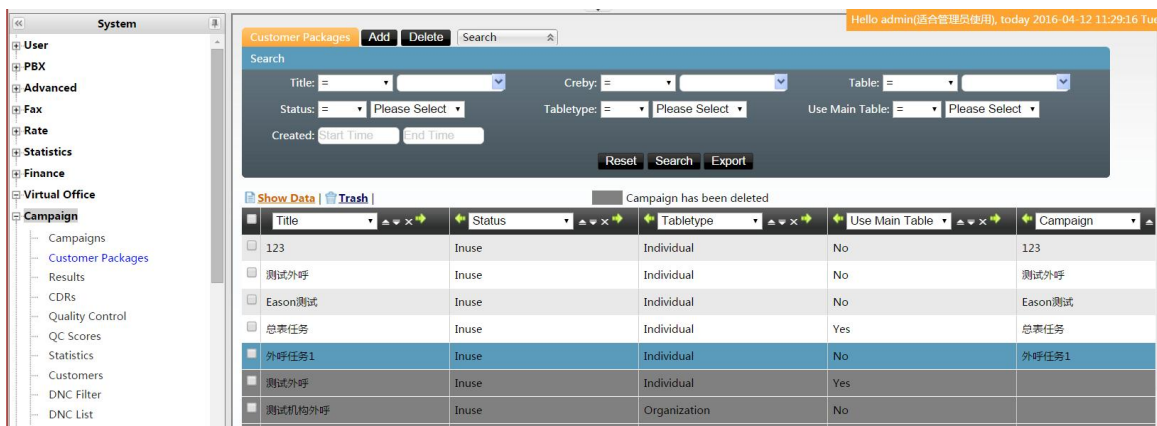 System
Hello admin(适合管理员使用), today 2016-04-12 11:29:16 Tue
User
PBX
Advanced
Fax
Rate
Statistics
Finance
Virtual Office
Campaign
Campaigns
Customer Packages
Results
CDRs
Quality Control
QC Scores
Statistics
Customers
DNC Filter
DNC List
Customer Packages Add Delete Search
Search
Title: = Creby: = Table: =
Status: = Please Select Tabletype: = Please Select Use Main Table: = Please Select
Created: Start Time End Time
Reset Search Export
Show Data | Trash | Campaign has been deleted
Title Status Tabletype Use Main Table Campaign
123 Inuse Individual No 123
测试外呼 Inuse Individual No 测试外呼
Eason测试 Inuse Individual No Eason测试
总表任务 Inuse Individual Yes 总表任务
外呼任务1 Inuse Individual No 外呼任务1
测试外呼 Inuse Individual Yes
测试机构外呼 Inuse Organization No